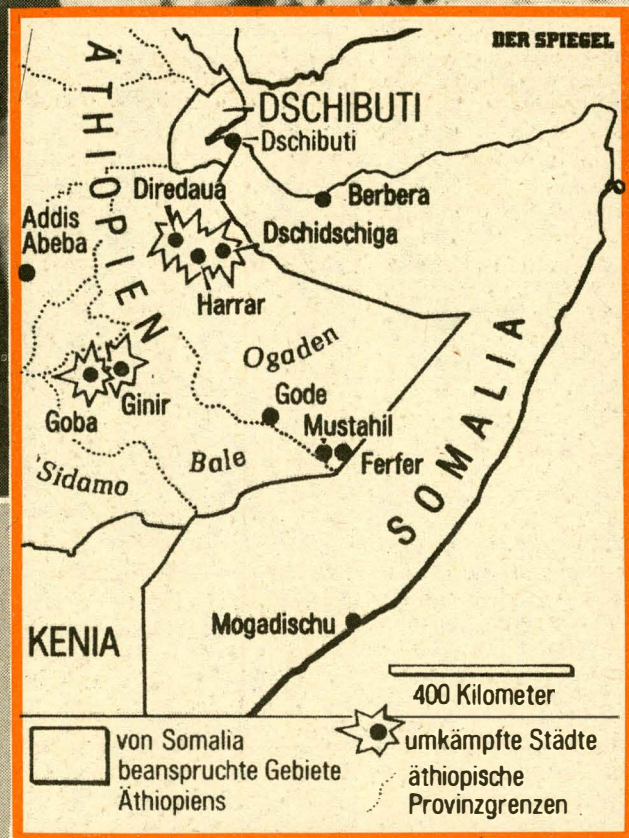 DER SPIEGEL
ÄTHIOPIEN
DSCHIBUTI
Dschibuti
Diredaua
Berbera
Addis
Abeba
Dschidschiga
Harrar
Ogaden
Goba
Ginir
Gode
Mustahil
Ferfer
Bale
Sidamo
SOMALIA
Mogadischu
KENIA
400 Kilometer
von Somalia
beanspruchte Gebiete
Äthiopiens
umkämpfte Städte
äthiopische
Provinzgrenzen